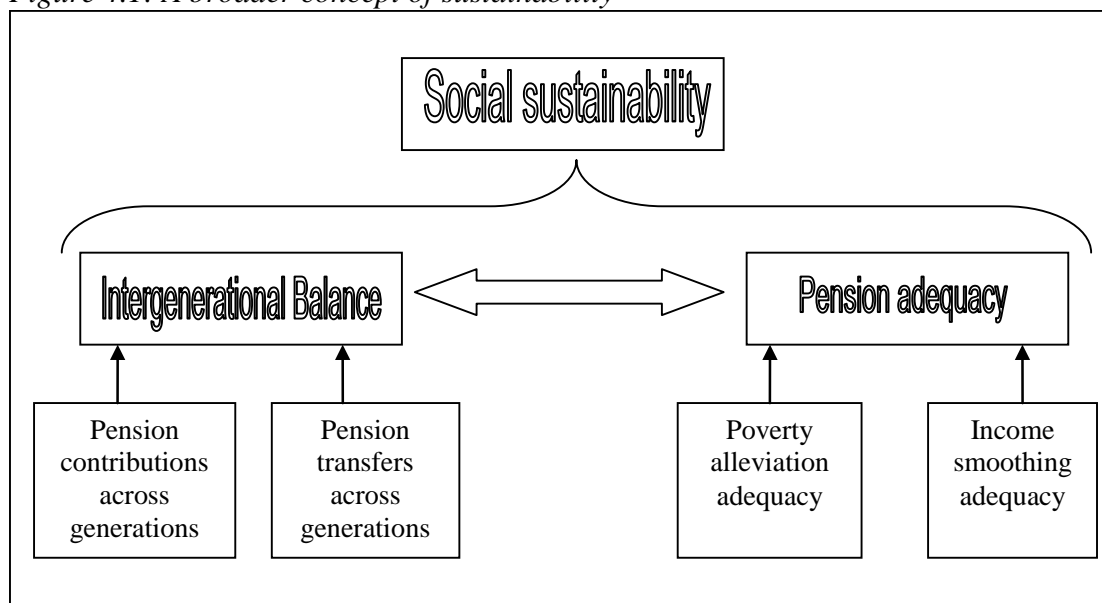 Figure 4.1: A broader concept of sustainability
Social sustainability
Intergenerational Balance
Pension adequacy
Pension
contributions
across
generations
Pension
transfers
across
generations
Poverty
alleviation
adequacy
Income
smoothing
adequacy